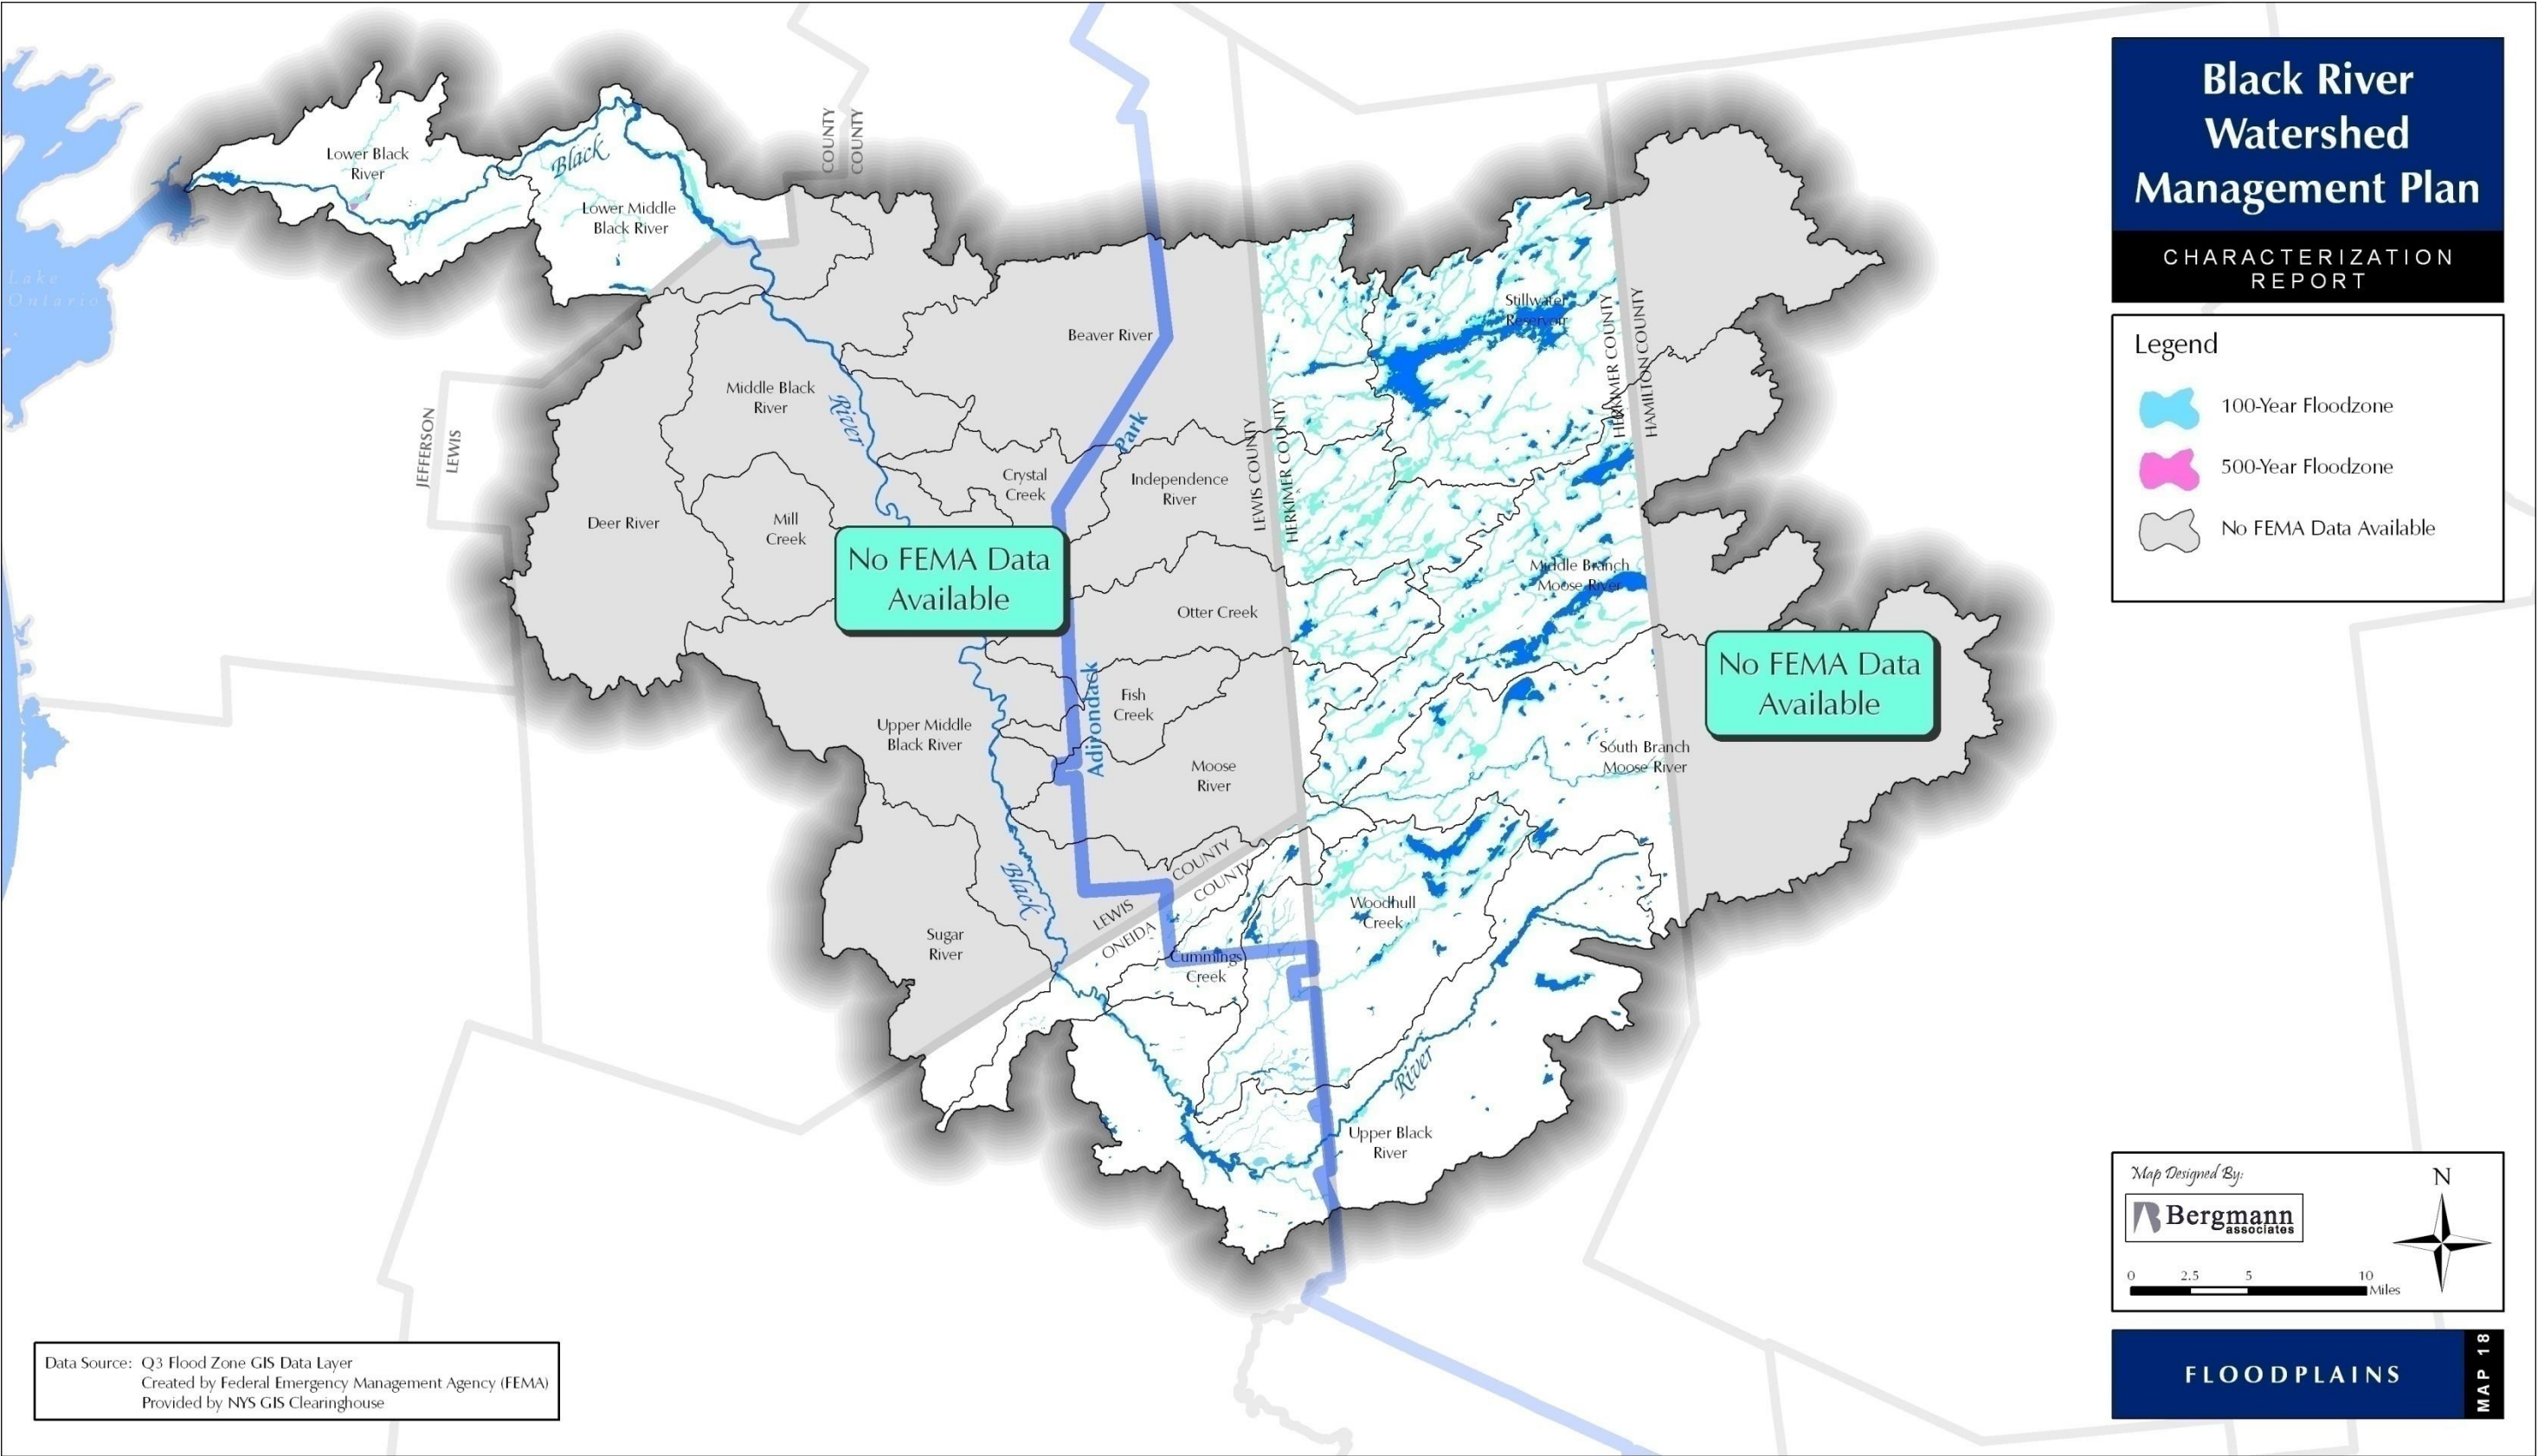 Black River
Watershed
Management Plan
CHARACTERIZATION
REPORT
Legend
100-Year Floodzone
500-Year Floodzone
No FEMA Data Available
Lake
Ontario
Lower Black
River
Black
Lower Middle
Black River
COUNTY
COUNTY
JEFFERSON
LEWIS
Beaver River
Stillwater
Reservoir
HERKIMER COUNTY
HAMILTON COUNTY
Middle Black
River
River
Park
LEWIS COUNTY
HERKIMER COUNTY
Crystal
Creek
Independence
River
Deer River
Mill
Creek
No FEMA Data
Available
Middle Branch
Moose River
Otter Creek
No FEMA Data
Available
Adirondack
Fish
Creek
Upper Middle
Black River
South Branch
Moose River
Moose
River
Black
COUNTY
COUNTY
LEWIS
ONEIDA
Woodhull
Creek
Sugar
River
Cummings
Creek
River
Upper Black
River
Map Designed By:
Bergmann
associates
N
0 2.5 5 10
Miles
FLOODPLAINS
MAP 18
Data Source: Q3 Flood Zone GIS Data Layer
Created by Federal Emergency Management Agency (FEMA)
Provided by NYS GIS Clearinghouse